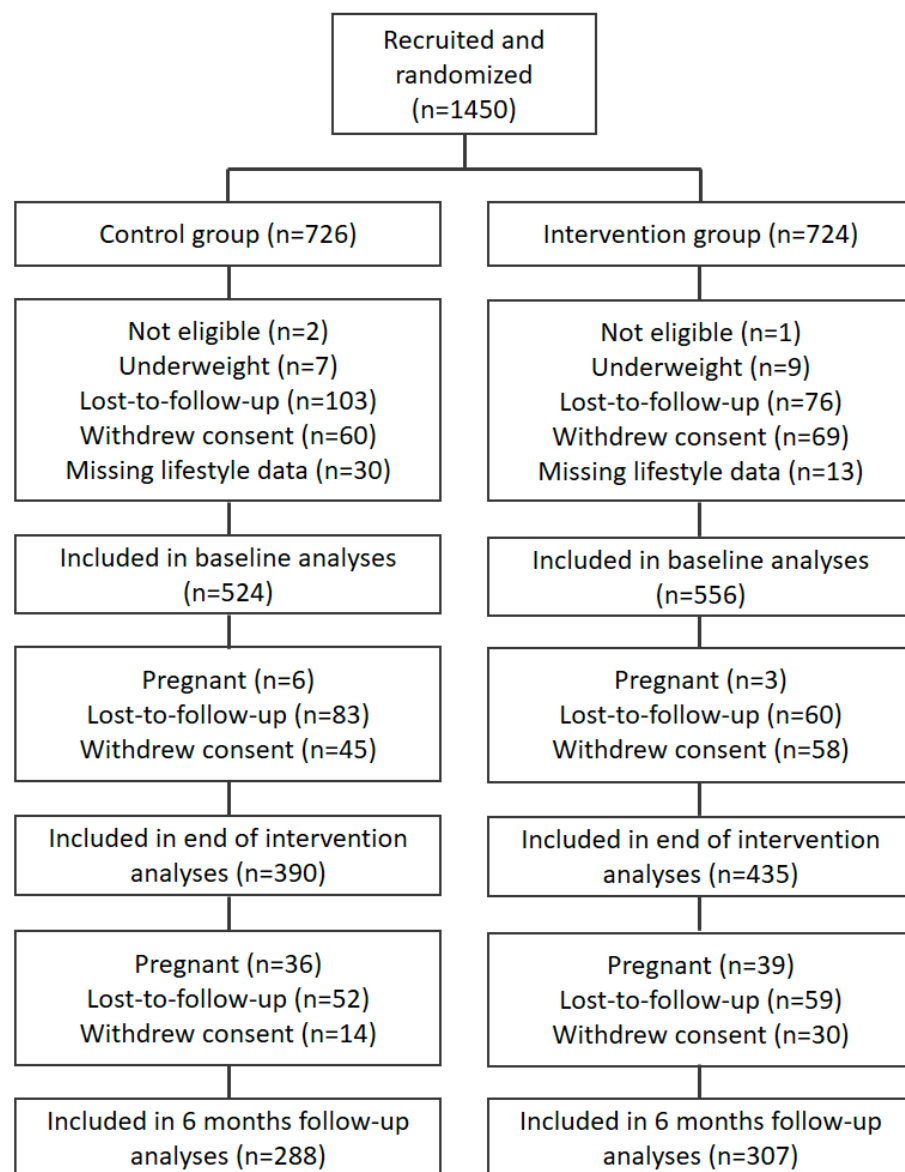 Recruited and
randomized
(n=1450)
Control group (n=726)
Intervention group (n=724)
Not eligible (n=2)
Underweight (n=7)
Lost-to-follow-up (n=103)
Withdrew consent (n=60)
Missing lifestyle data (n=30)
Not eligible (n=1)
Underweight (n=9)
Lost-to-follow-up (n=76)
Withdrew consent (n=69)
Missing lifestyle data (n=13)
Included in baseline analyses
(n=524)
Included in baseline analyses
(n=556)
Pregnant (n=6)
Lost-to-follow-up (n=83)
Withdrew consent (n=45)
Pregnant (n=3)
Lost-to-follow-up (n=60)
Withdrew consent (n=58)
Included in end of intervention
analyses (n=390)
Included in end of intervention
analyses (n=435)
Pregnant (n=36)
Lost-to-follow-up (n=52)
Withdrew consent (n=14)
Pregnant (n=39)
Lost-to-follow-up (n=59)
Withdrew consent (n=30)
Included in 6 months follow-up
analyses (n=288)
Included in 6 months follow-up
analyses (n=307)